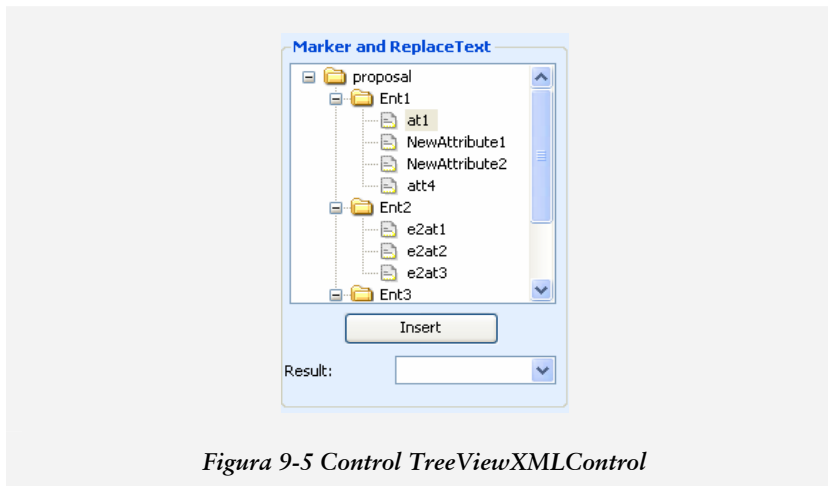 Marker and ReplaceText
proposal
Ent1
at1
NewAttribute1
NewAttribute2
att4
Ent2
e2at1
e2at2
e2at3
Ent3
Insert
Result:
Figura 9-5 Control TreeViewXMLControl